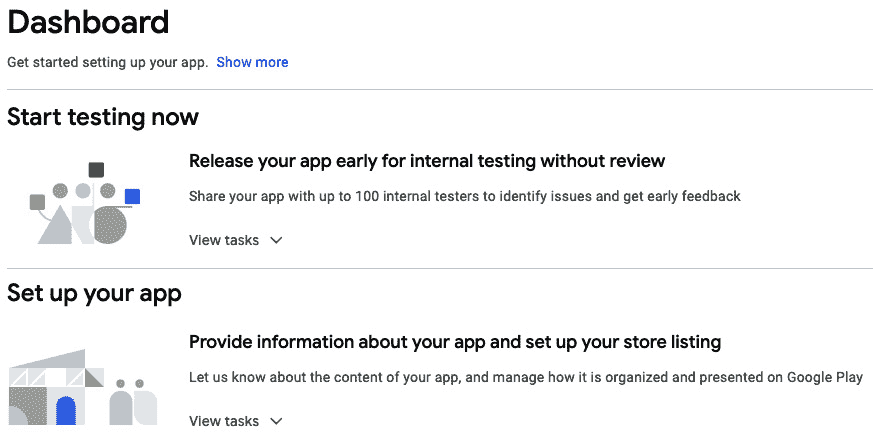 Dashboard
Get started setting up your app. Show more
Start testing now
Release your app early for internal testing without review
Share your app with up to 100 internal testers to identify issues and get early feedback
View tasks
Set up your app
Provide information about your app and set up your store listing
Let us know about the content of your app, and manage how it is organized and presented on Google Play
View tasks